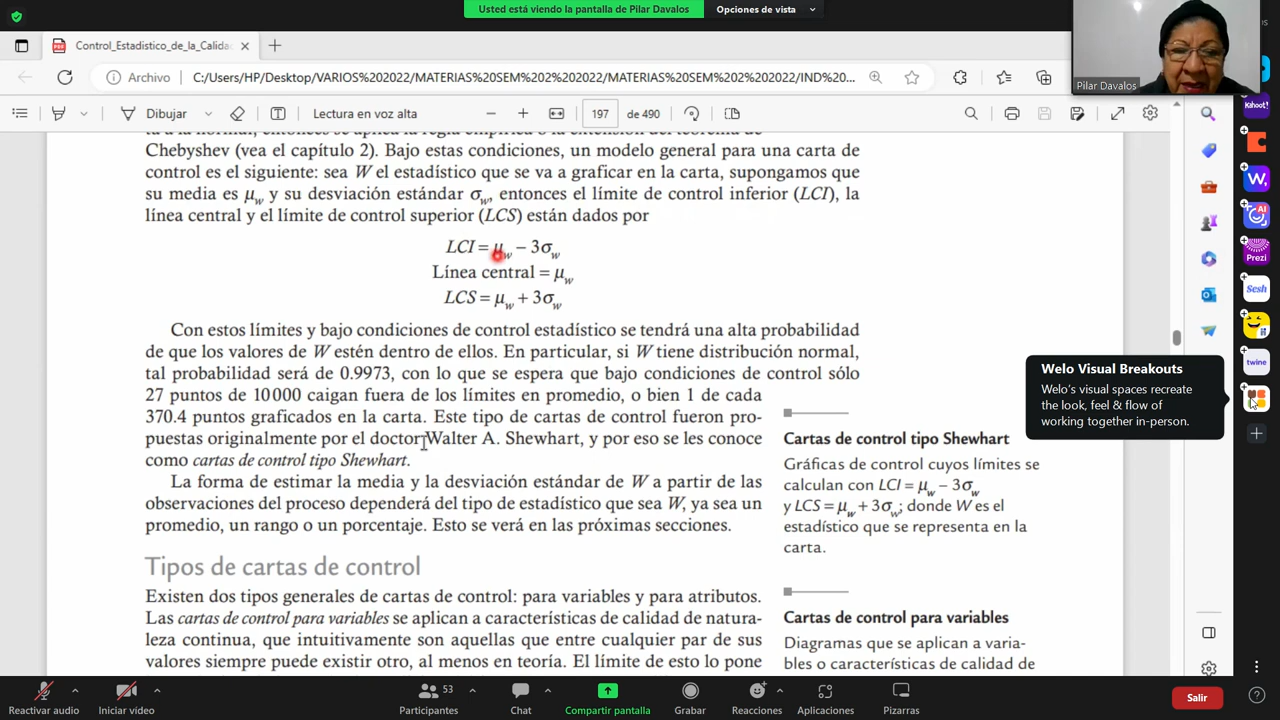 Usted está viendo la pantalla de Pilar Davalos
Opciones de vista
Control_Estadistico_de_la_Calida
Archivo
C:/Users/HP/Desktop/VARIOS%202022/MATERIAS%20SEM%202%202022/MATERIAS%20SEM%202%202022/IND%20...
Pilar Davalos
Dibujar
Lectura en voz alta
197 de 490
ta a la normal, entonces se aplica la regla empírica o la extensión del teorema de
Chebyshev (vea el capítulo 2). Bajo estas condiciones, un modelo general para una carta de
control es el siguiente: sea W el estadístico que se va a graficar en la carta, supongamos que
su media es μw y su desviación estándar σw, entonces el límite de control inferior (LCI), la
línea central y el límite de control superior (LCS) están dados por
LCI = μw − 3σw
Línea central = μw
LCS = μw + 3σw
Con estos límites y bajo condiciones de control estadístico se tendrá una alta probabilidad
de que los valores de W estén dentro de ellos. En particular, si W tiene distribución normal,
tal probabilidad será de 0.9973, con lo que se espera que bajo condiciones de control sólo
27 puntos de 10000 caigan fuera de los límites en promedio, o bien 1 de cada
370.4 puntos graficados en la carta. Este tipo de cartas de control fueron pro-
puestas originalmente por el doctor Walter A. Shewhart, y por eso se les conoce
como cartas de control tipo Shewhart.
La forma de estimar la media y la desviación estándar de W a partir de las
observaciones del proceso dependerá del tipo de estadístico que sea W, ya sea un
promedio, un rango o un porcentaje. Esto se verá en las próximas secciones.
Tipos de cartas de control
Existen dos tipos generales de cartas de control: para variables y para atributos.
Las cartas de control para variables se aplican a características de calidad de natura-
leza continua, que intuitivamente son aquellas que entre cualquier par de sus
valores siempre puede existir otro, al menos en teoría. El límite de esto lo pone
Cartas de control tipo Shewhart
Gráficas de control cuyos límites se
calculan con LCI = μw − 3σw
y LCS = μw + 3σw; donde W es el
estadístico que se representa en la
carta.
Cartas de control para variables
Diagramas que se aplican a varia-
bles o características de calidad de
Welo Visual Breakouts
Welo's visual spaces recreate
the look, feel & flow of
working together in-person.
Kahoot!
W,
AI
Prezi
Sesh
twine
Reactivar audio
Iniciar video
53
Participantes
Chat
Compartir pantalla
Grabar
Reacciones
Aplicaciones
Pizarras
Salir